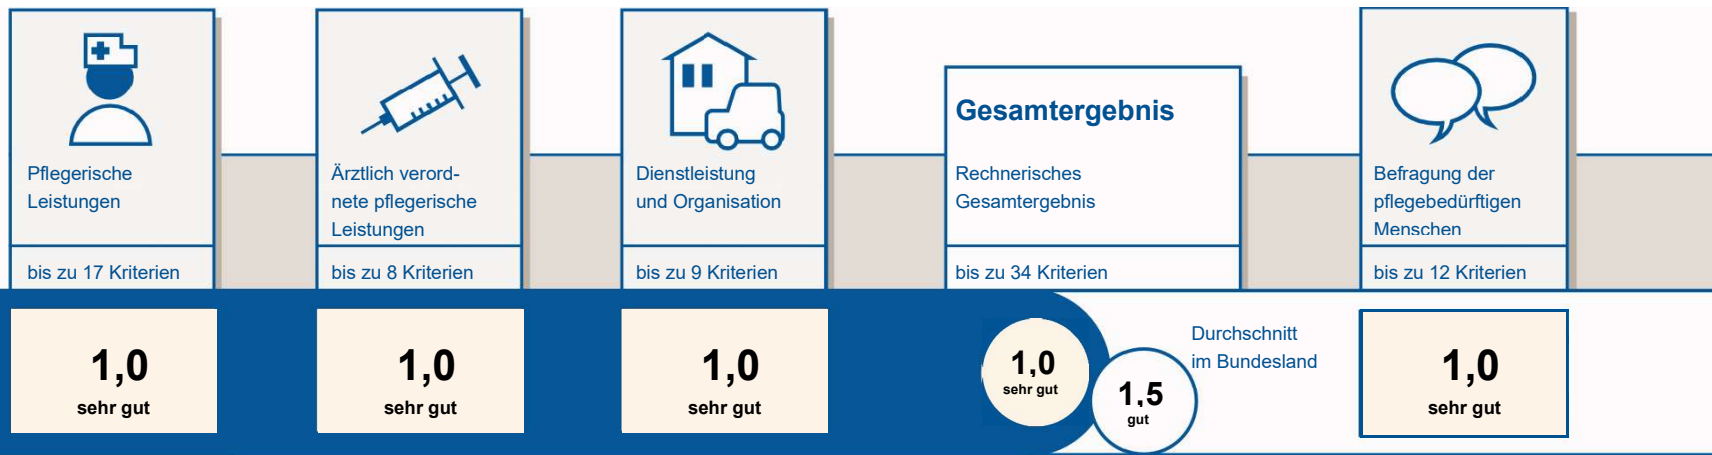 Pflegerische
Leistungen
bis zu 17 Kriterien
1,0
sehr gut
Ärztlich verord-
nete pflegerische
Leistungen
bis zu 8 Kriterien
1,0
sehr gut
Dienstleistung
und Organisation
bis zu 9 Kriterien
1,0
sehr gut
Gesamtergebnis
Rechnerisches
Gesamtergebnis
bis zu 34 Kriterien
1,0
sehr gut
1,5
gut
Durchschnitt
im Bundesland
Befragung der
pflegebedürftigen
Menschen
bis zu 12 Kriterien
1,0
sehr gut